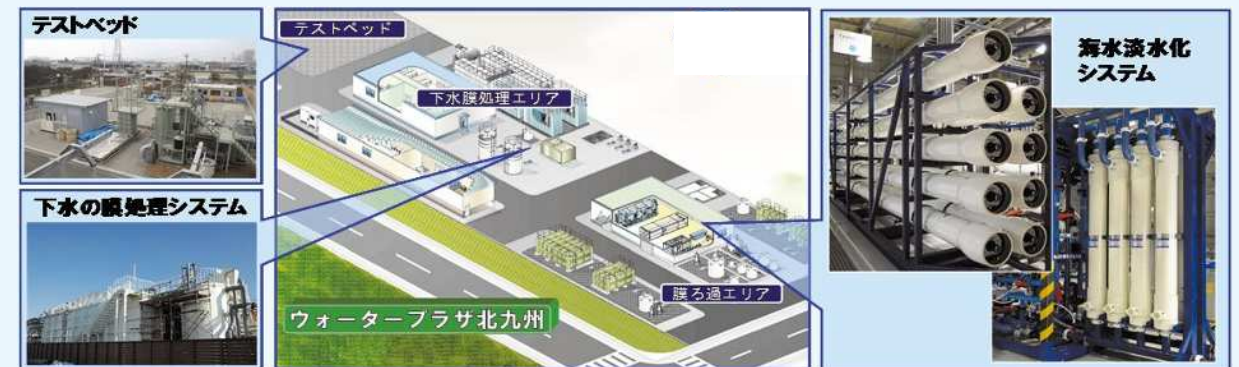 テストベッド
下水の膜処理システム
テストベッド
下水膜処理エリア
膜ろ過エリア
ウォータープラザ北九州
海水淡水化
システム